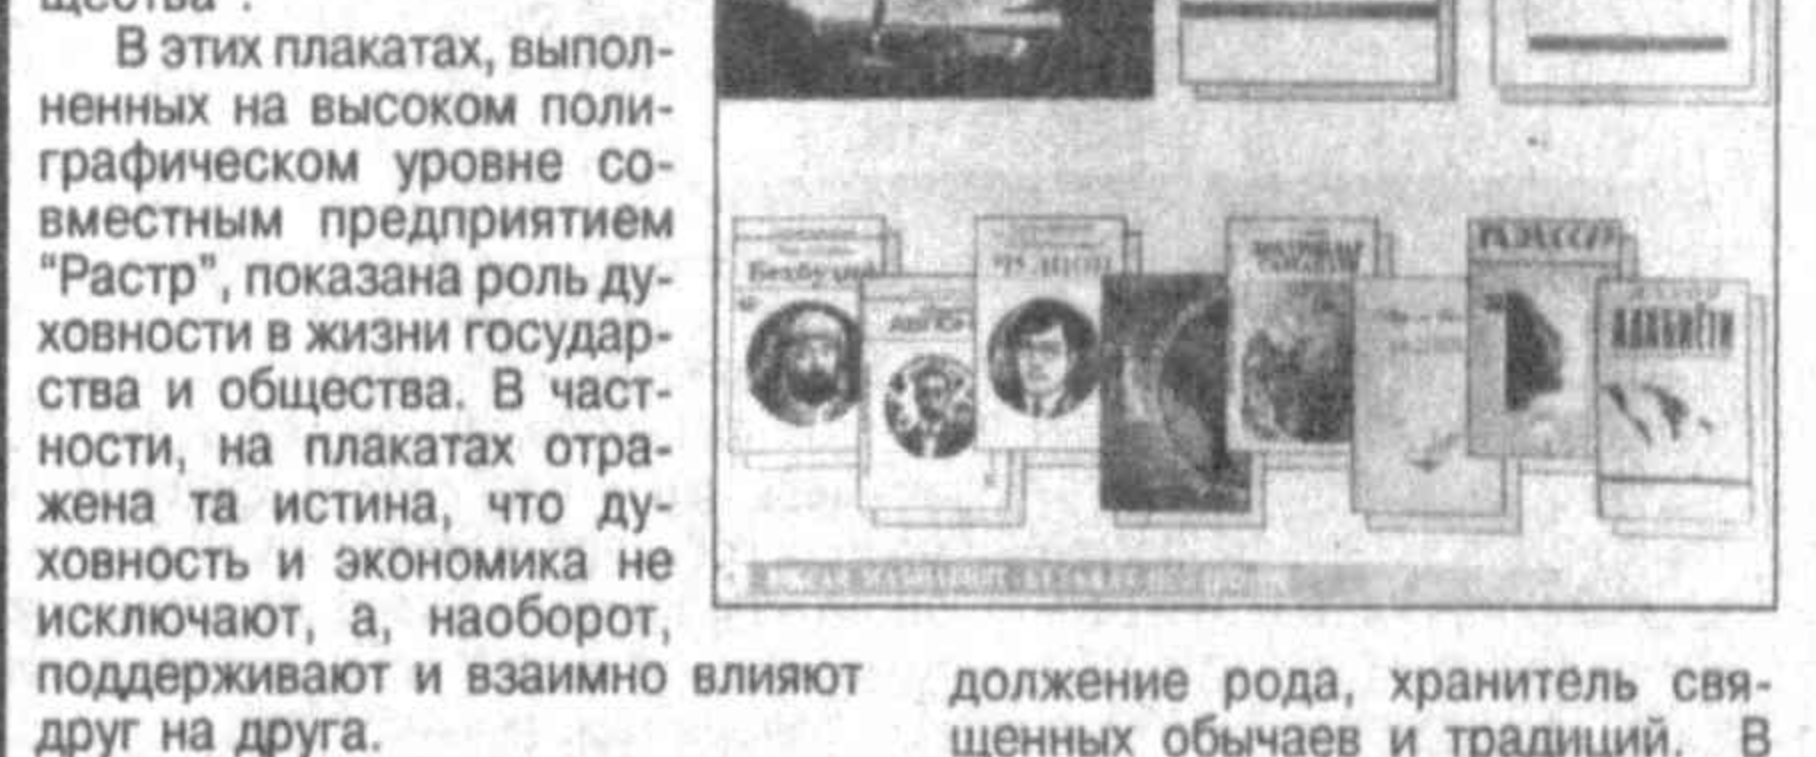 щества".
В этих плакатах, выпол-
ненных на высоком поли-
графическом уровне со-
вместным предприятием
“Растр”, показана роль ду-
ховности в жизни государ-
ства и общества. В част-
ности, на плакатах отра-
жена та истина, что ду-
ховность и экономика не
исключают, а, наоборот,
поддерживают и взаимно влияют
друг на друга.
Беҳбудий
АДАБИЁТИ
должение рода, хранитель свя-
щенных обычаев и традиций. В